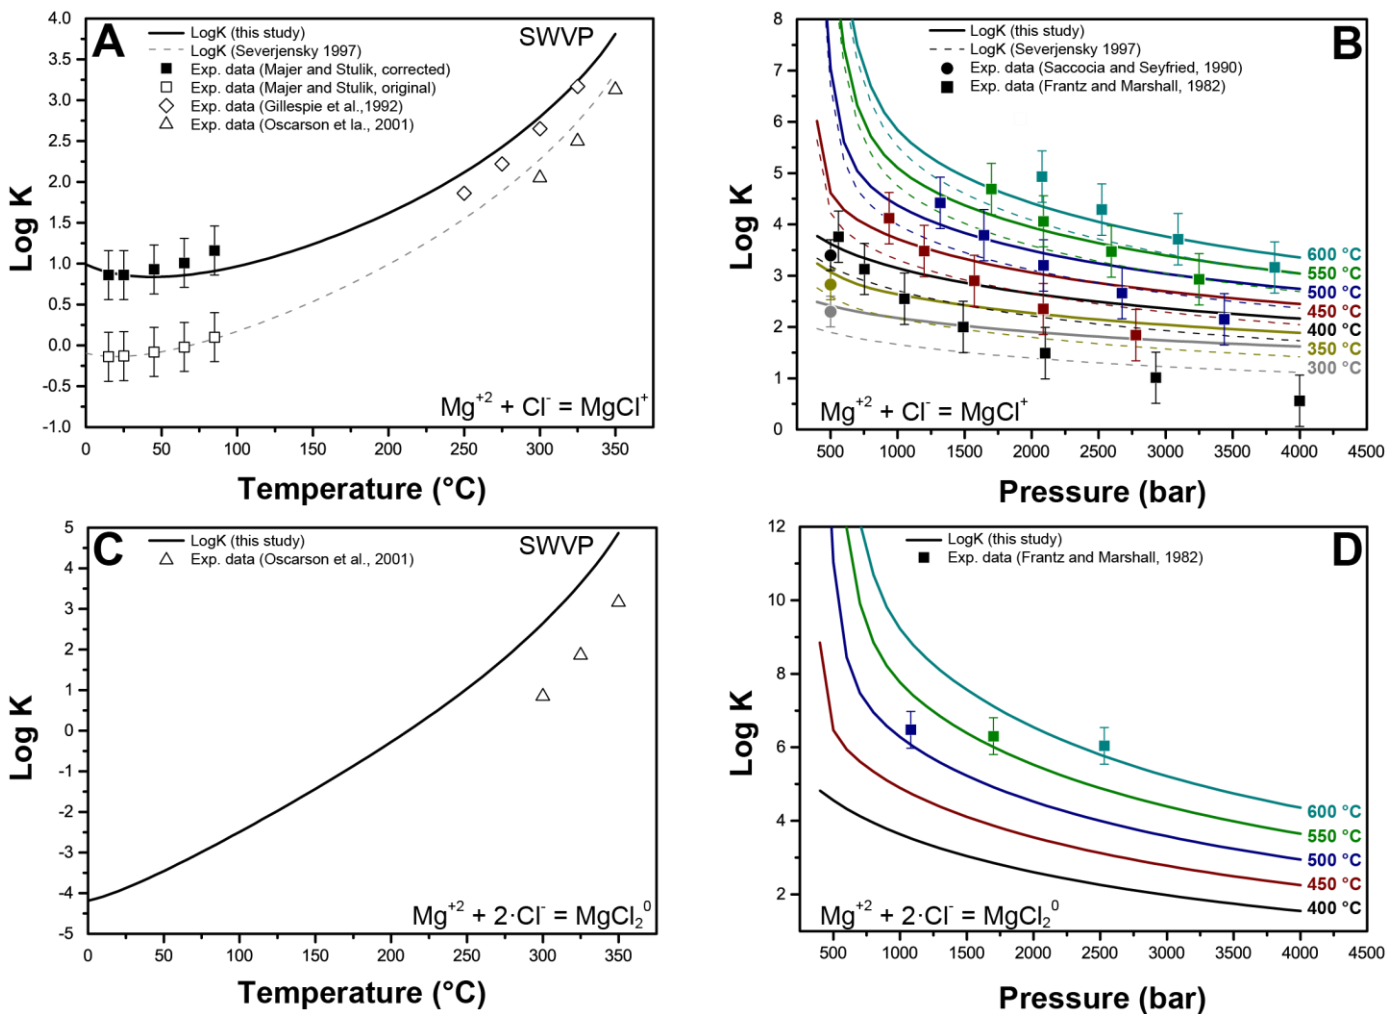 A
SWVP
LogK (this study)
LogK (Severjensky 1997)
Exp. data (Majer and Stulik, corrected)
Exp. data (Majer and Stulik, original)
Exp. data (Gillespie et al.,1992)
Exp. data (Oscarson et la., 2001)
4.0
3.5
3.0
2.5
2.0
1.5
1.0
0.5
0.0
-0.5
-1.0
Log K
Mg⁺² + Cl⁻ = MgCl⁺
0 50 100 150 200 250 300 350
Temperature (°C)
B
LogK (this study)
LogK (Severjensky 1997)
Exp. data (Saccocia and Seyfried, 1990)
Exp. data (Frantz and Marshall, 1982)
8
7
6
5
4
3
2
1
0
Log K
600 °C
550 °C
500 °C
450 °C
400 °C
350 °C
300 °C
Mg⁺² + Cl⁻ = MgCl⁺
500 1000 1500 2000 2500 3000 3500 4000 4500
Pressure (bar)
C
SWVP
LogK (this study)
Exp. data (Oscarson et al., 2001)
5
4
3
2
1
0
-1
-2
-3
-4
-5
Log K
Mg⁺² + 2·Cl⁻ = MgCl₂⁰
0 50 100 150 200 250 300 350
Temperature (°C)
D
LogK (this study)
Exp. data (Frantz and Marshall, 1982)
12
10
8
6
4
2
Log K
600 °C
550 °C
500 °C
450 °C
400 °C
Mg⁺² + 2·Cl⁻ = MgCl₂⁰
500 1000 1500 2000 2500 3000 3500 4000 4500
Pressure (bar)